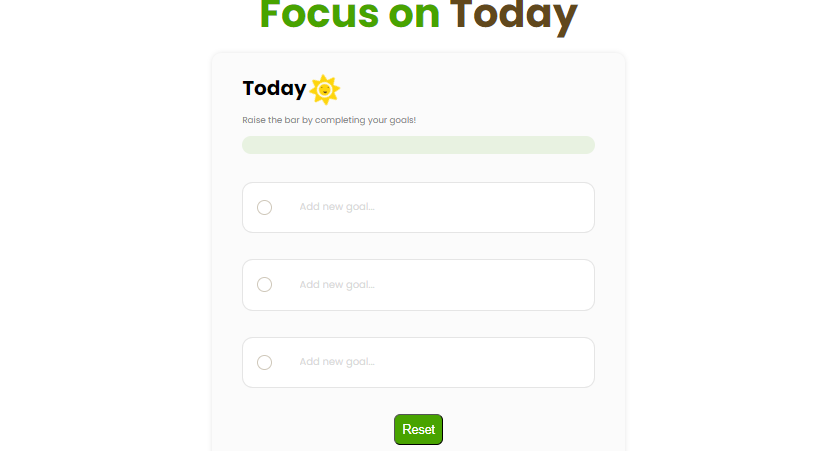 Focus on Today
Today
Raise the bar by completing your goals!
Add new goal...
Add new goal...
Add new goal...
Reset